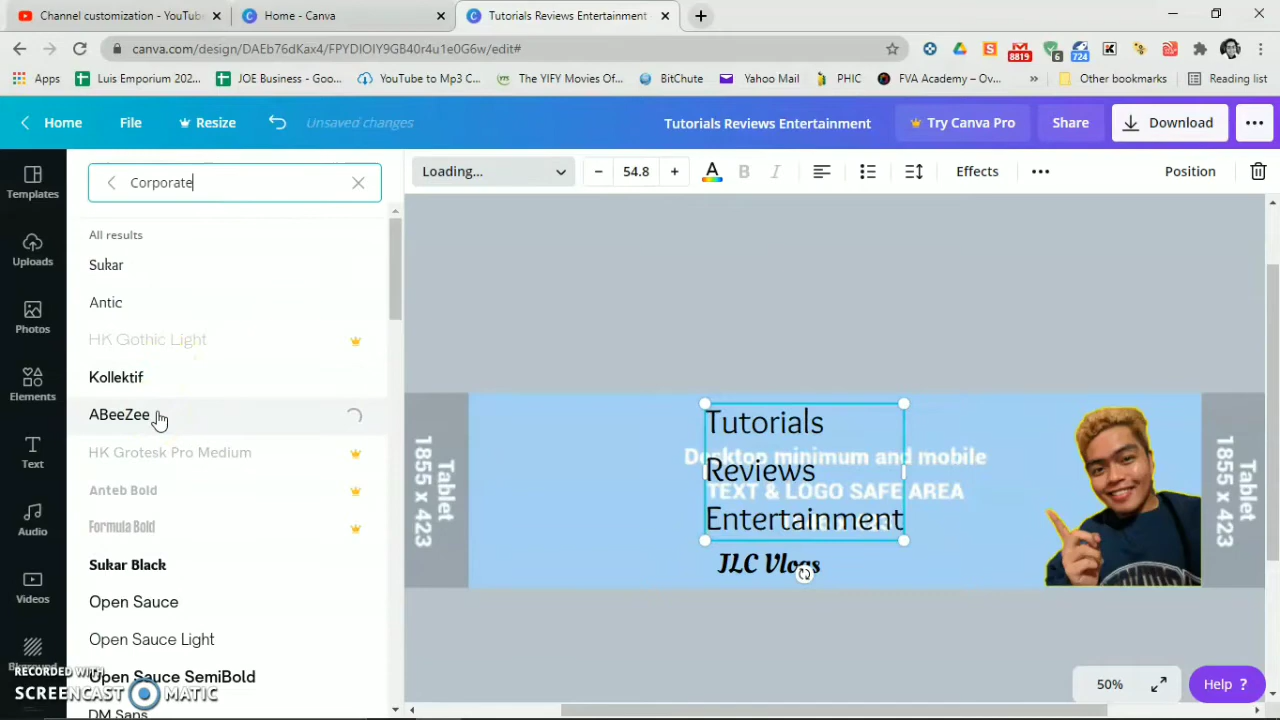 Channel customization - YouTub
Home - Canva
Tutorials Reviews Entertainment -
canva.com/design/DAEb76dKax4/FPYDIOIY9GB40r4u1e0G6w/edit#
8819
6
724
Apps
Luis Emporium 202...
JOE Business - Goo...
YouTube to Mp3 C...
The YIFY Movies Of...
BitChute
Yahoo Mail
PHIC
FVA Academy – Ov...
»
Other bookmarks
Reading list
Home
File
Resize
Unsaved changes
Tutorials Reviews Entertainment
Try Canva Pro
Share
Download
Templates
Uploads
Photos
Elements
Text
Audio
Videos
Corporate
All results
Sukar
Antic
HK Gothic Light
Kollektif
ABeeZee
HK Grotesk Pro Medium
Anteb Bold
Formula Bold
Sukar Black
Open Sauce
Open Sauce Light
Open Sauce SemiBold
DM Sans
Loading...
54.8
A
B
I
Effects
Position
Tablet
1855 x 423
Tutorials
Desktop minimum and mobile
Reviews
TEXT & LOGO SAFE AREA
Entertainment
JLC Vlogs
Tablet
1855 x 423
50%
Help ?
RECORDED WITH
SCREENCAST MATIC